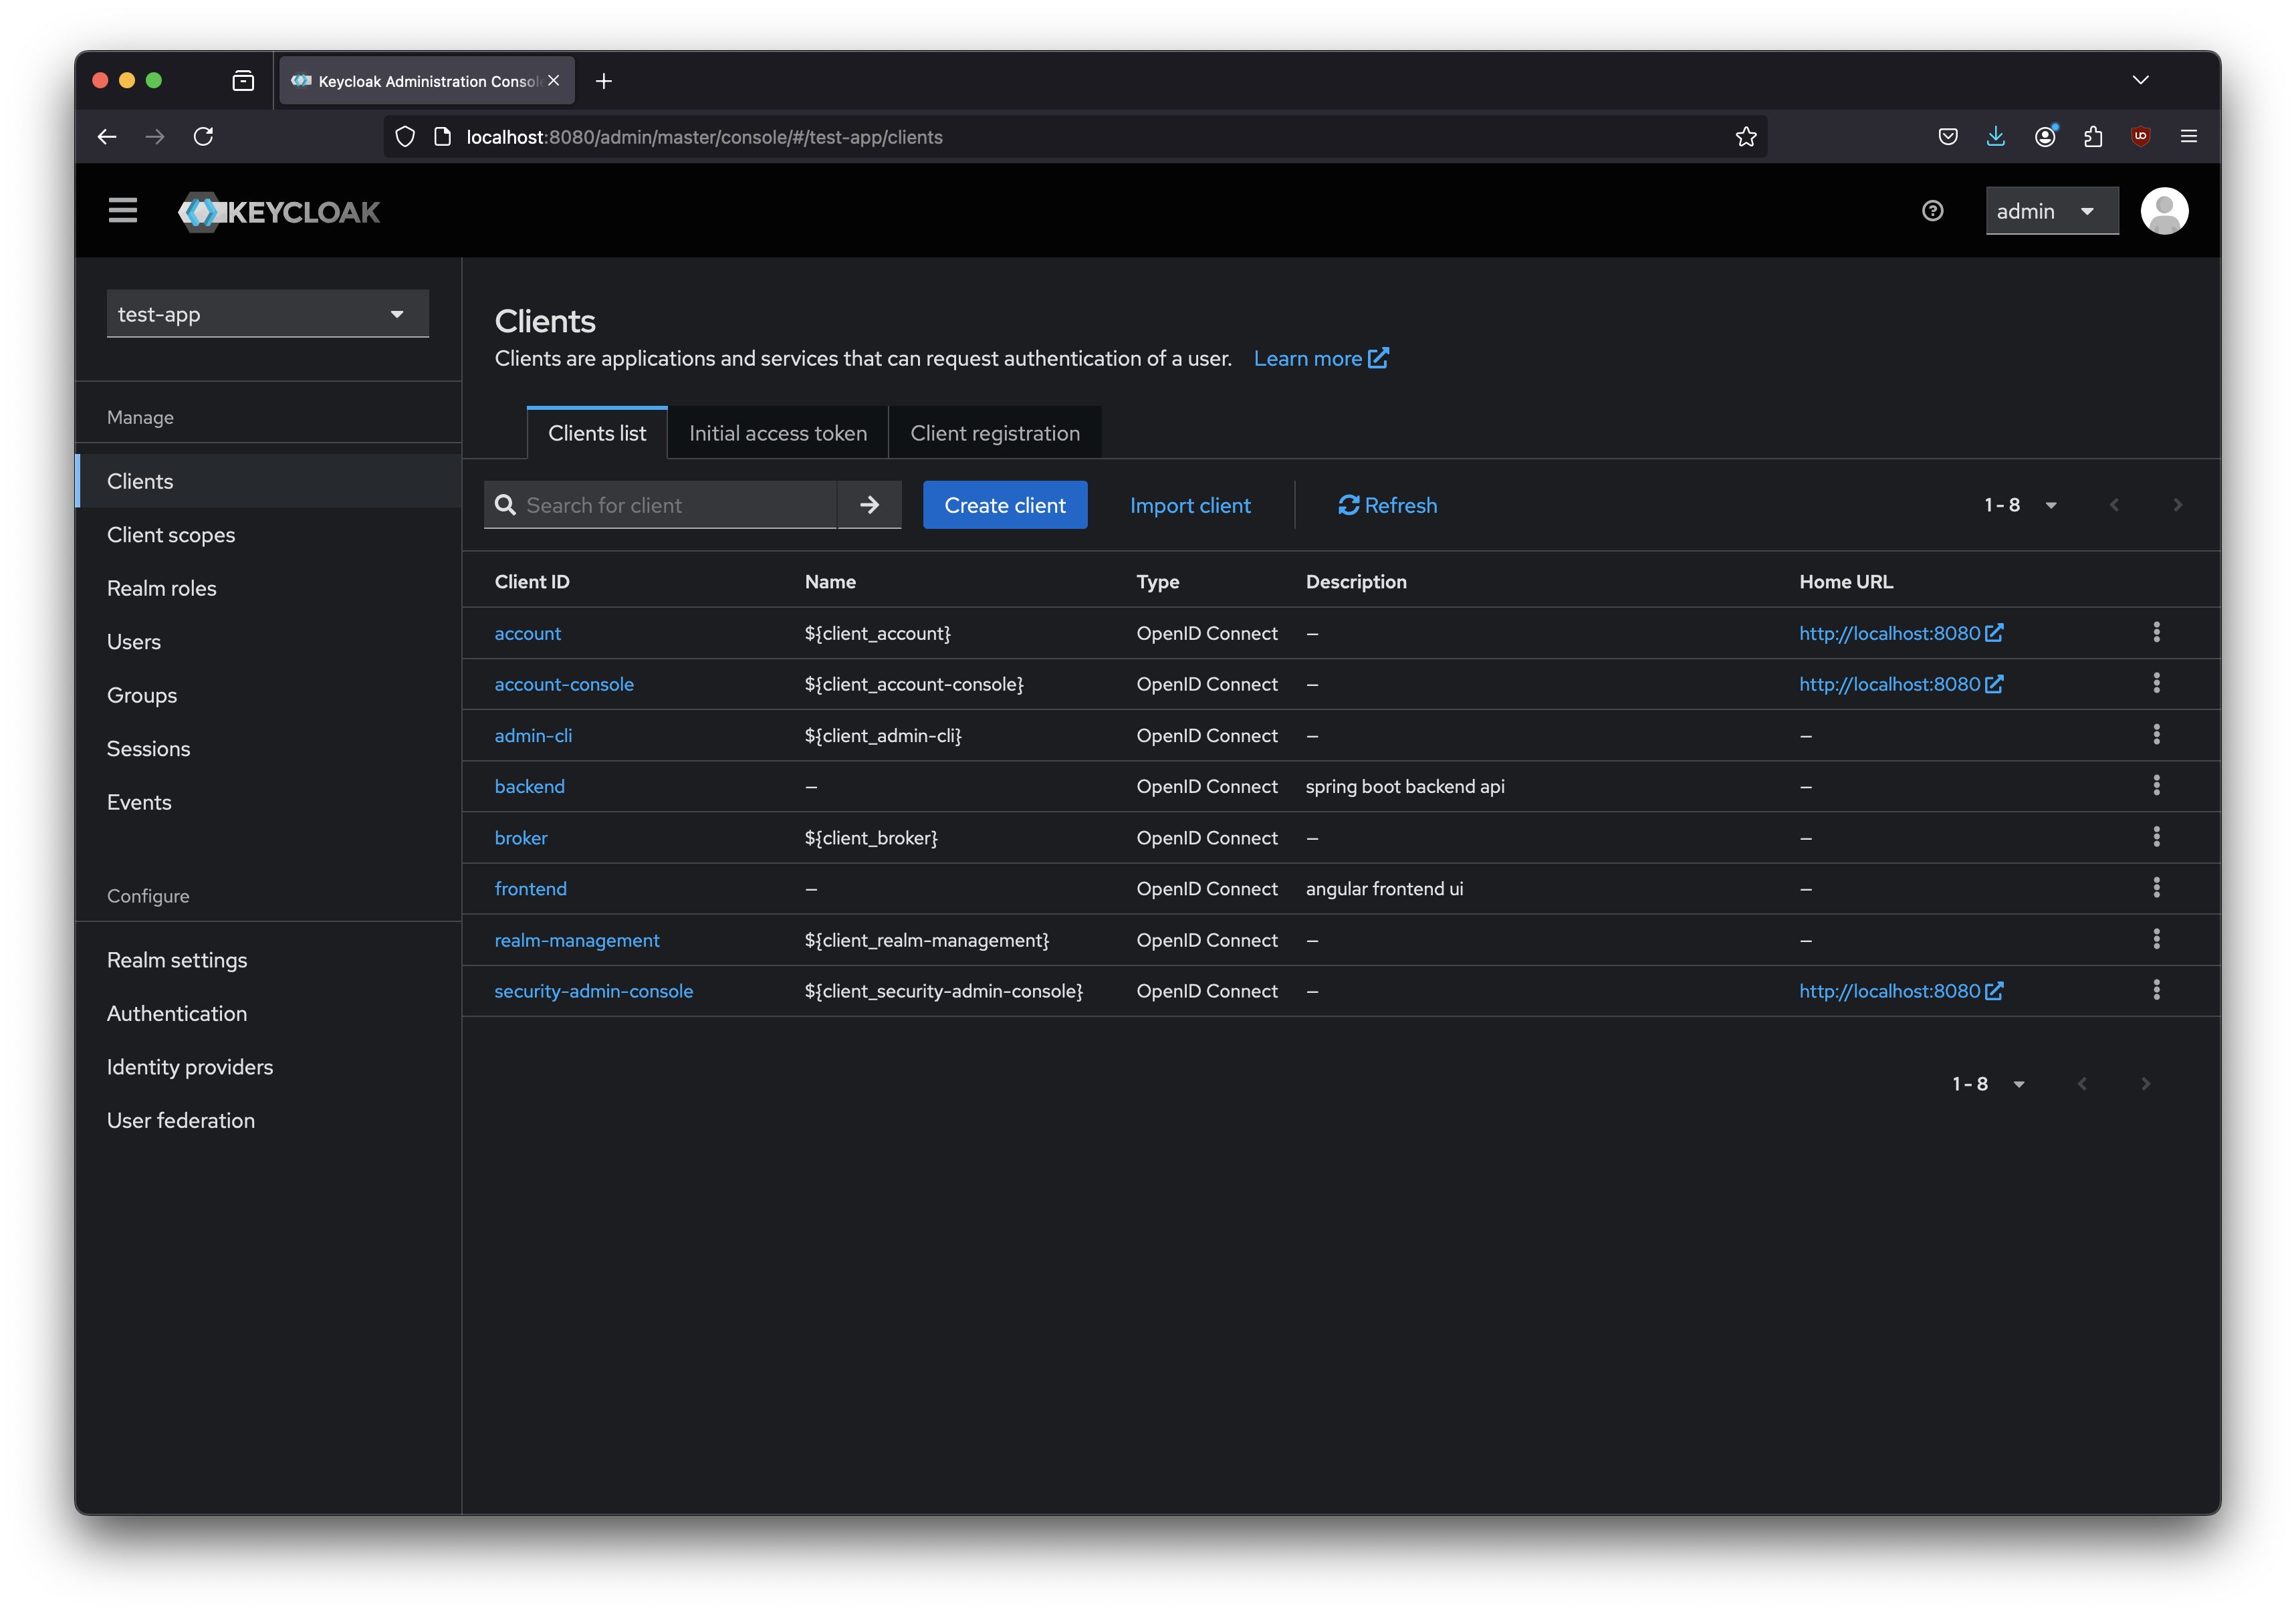 Keycloak Administration Consol
localhost:8080/admin/master/console/#/test-app/clients
KEYCLOAK
admin
test-app
Manage
Clients
Client scopes
Realm roles
Users
Groups
Sessions
Events
Configure
Realm settings
Authentication
Identity providers
User federation
Clients
Clients are applications and services that can request authentication of a user. Learn more
Clients list Initial access token Client registration
Search for client Create client Import client Refresh 1 - 8
Client ID Name Type Description Home URL
account ${client_account} OpenID Connect – http://localhost:8080
account-console ${client_account-console} OpenID Connect – http://localhost:8080
admin-cli ${client_admin-cli} OpenID Connect – –
backend – OpenID Connect spring boot backend api –
broker ${client_broker} OpenID Connect – –
frontend – OpenID Connect angular frontend ui –
realm-management ${client_realm-management} OpenID Connect – –
security-admin-console ${client_security-admin-console} OpenID Connect – http://localhost:8080
1 - 8